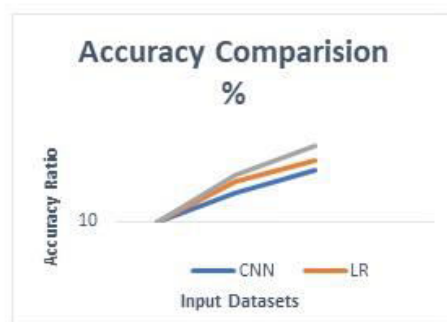 Accuracy Comparision
%
Accuracy Ratio
10
CNN LR
Input Datasets